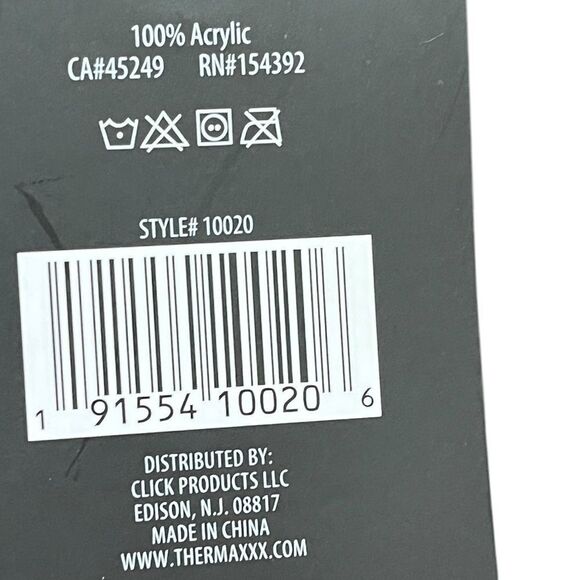 100% Acrylic
CA#45249 RN#154392
STYLE# 10020
1 91554 10020 6
DISTRIBUTED BY:
CLICK PRODUCTS LLC
EDISON, N.J. 08817
MADE IN CHINA
WWW.THERMAXXX.COM